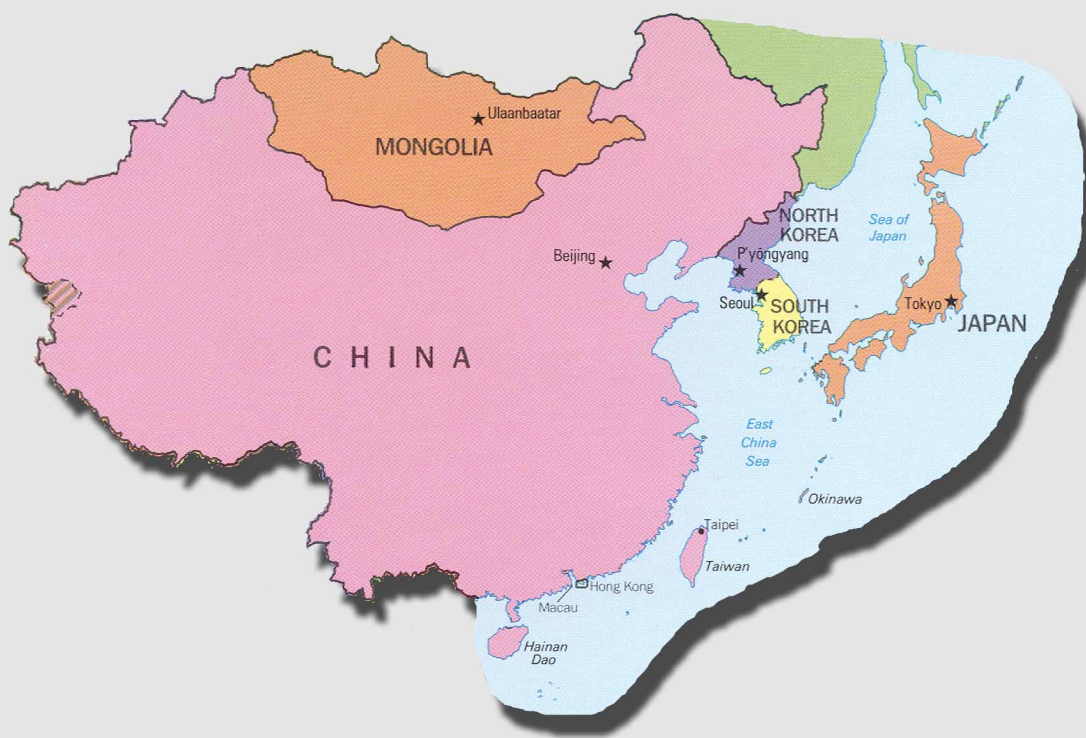 Ulaanbaatar
MONGOLIA
NORTH
KOREA
Sea of
Japan
P'yŏngyang
Beijing
Seoul
SOUTH
KOREA
Tokyo
JAPAN
CHINA
East
China
Sea
Okinawa
Taipei
Taiwan
Hong Kong
Macau
Hainan
Dao